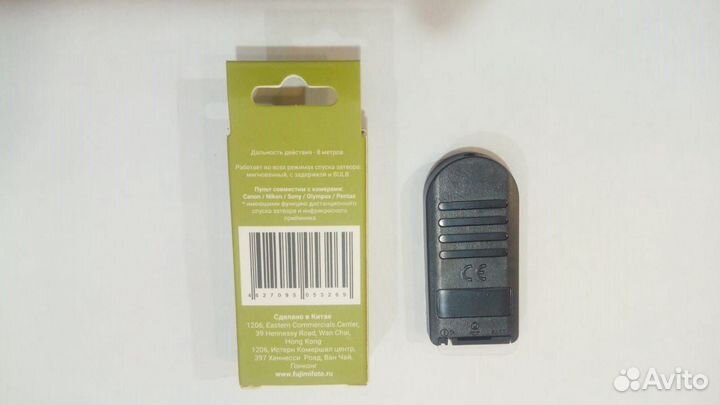 Дальность действия - 8 метров
Работает во всех режимах спуска затвора:
мгновенный, с задержкой и BULB
Пульт совместим с камерами:
Canon / Nikon / Sony / Olympus / Pentax
* имеющими функцию дистанционного
спуска затвора и инфракрасного
приёмника
4627095055269
Сделано в Китае
1206, Eastern Commercials Center,
39 Hennessy Road, Wan Chai,
Hong Kong
1206, Истерн Комершел центр,
397 Хеннесси Роад, Ван Чай,
Гонконг
www.fujimifoto.ru
CE
Avito